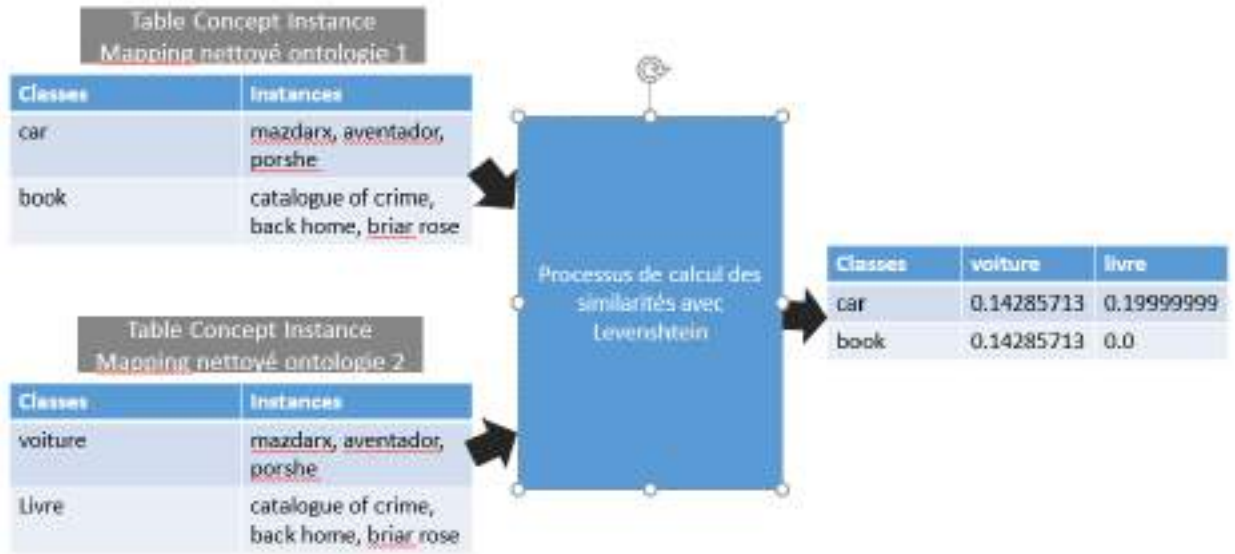 Table Concept Instance
Mapping nettoyé ontologie 1
Classes Instances
car mazdarx, aventador,
porshe
book catalogue of crime,
back home, briar rose
Table Concept Instance
Mapping nettoyé ontologie 2
Classes Instances
voiture mazdarx, aventador,
porshe
Livre catalogue of crime,
back home, briar rose
Processus de calcul des
similarités avec
Levenshtein
Classes voiture livre
car 0.14285713 0.19999999
book 0.14285713 0.0